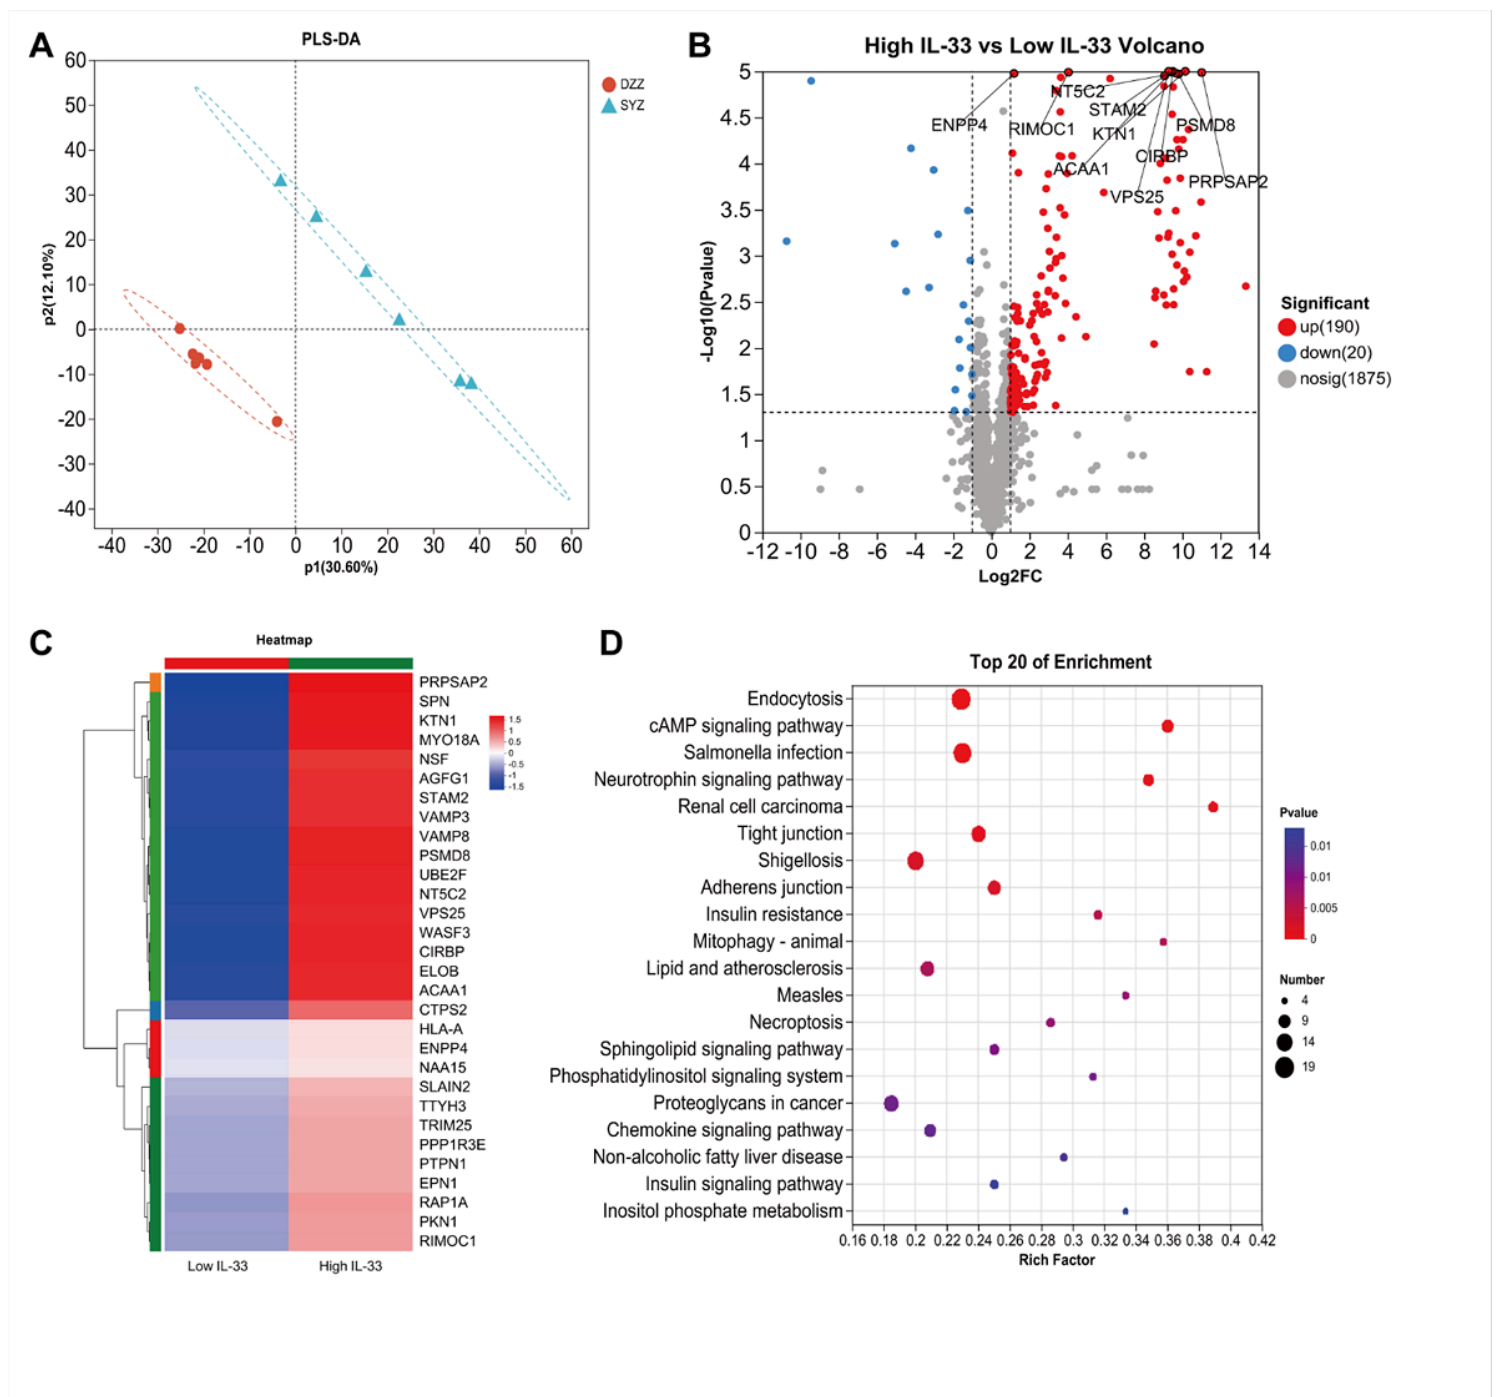 A
PLS-DA
60
50
40
30
20
10
0
-10
-20
-30
-40
p2(12.10%)
-40 -30 -20 -10 0 10 20 30 40 50 60
p1(30.60%)
DZZ
SYZ
B
High IL-33 vs Low IL-33 Volcano
5
4.5
4
3.5
3
2.5
2
1.5
1
0.5
0
-Log10(Pvalue)
ENPP4
RIMOC1
NT5C2
STAM2
KTN1
ACAA1
PSMD8
CIRBP
VPS25
PRPSAP2
-12 -10 -8 -6 -4 -2 0 2 4 6 8 10 12 14
Log2FC
Significant
up(190)
down(20)
nosig(1875)
C
Heatmap
PRPSAP2
SPN
KTN1
MYO18A
NSF
AGFG1
STAM2
VAMP3
VAMP8
PSMD8
UBE2F
NT5C2
VPS25
WASF3
CIRBP
ELOB
ACAA1
CTPS2
HLA-A
ENPP4
NAA15
SLAIN2
TTYH3
TRIM25
PPP1R3E
PTPN1
EPN1
RAP1A
PKN1
RIMOC1
1.5
1
0.5
0
-0.5
-1
-1.5
Low IL-33 High IL-33
D
Top 20 of Enrichment
Endocytosis
cAMP signaling pathway
Salmonella infection
Neurotrophin signaling pathway
Renal cell carcinoma
Tight junction
Shigellosis
Adherens junction
Insulin resistance
Mitophagy - animal
Lipid and atherosclerosis
Measles
Necroptosis
Sphingolipid signaling pathway
Phosphatidylinositol signaling system
Proteoglycans in cancer
Chemokine signaling pathway
Non-alcoholic fatty liver disease
Insulin signaling pathway
Inositol phosphate metabolism
0.16 0.18 0.2 0.22 0.24 0.26 0.28 0.3 0.32 0.34 0.36 0.38 0.4 0.42
Rich Factor
Pvalue
0.01
0.01
0.005
0
Number
4
9
14
19